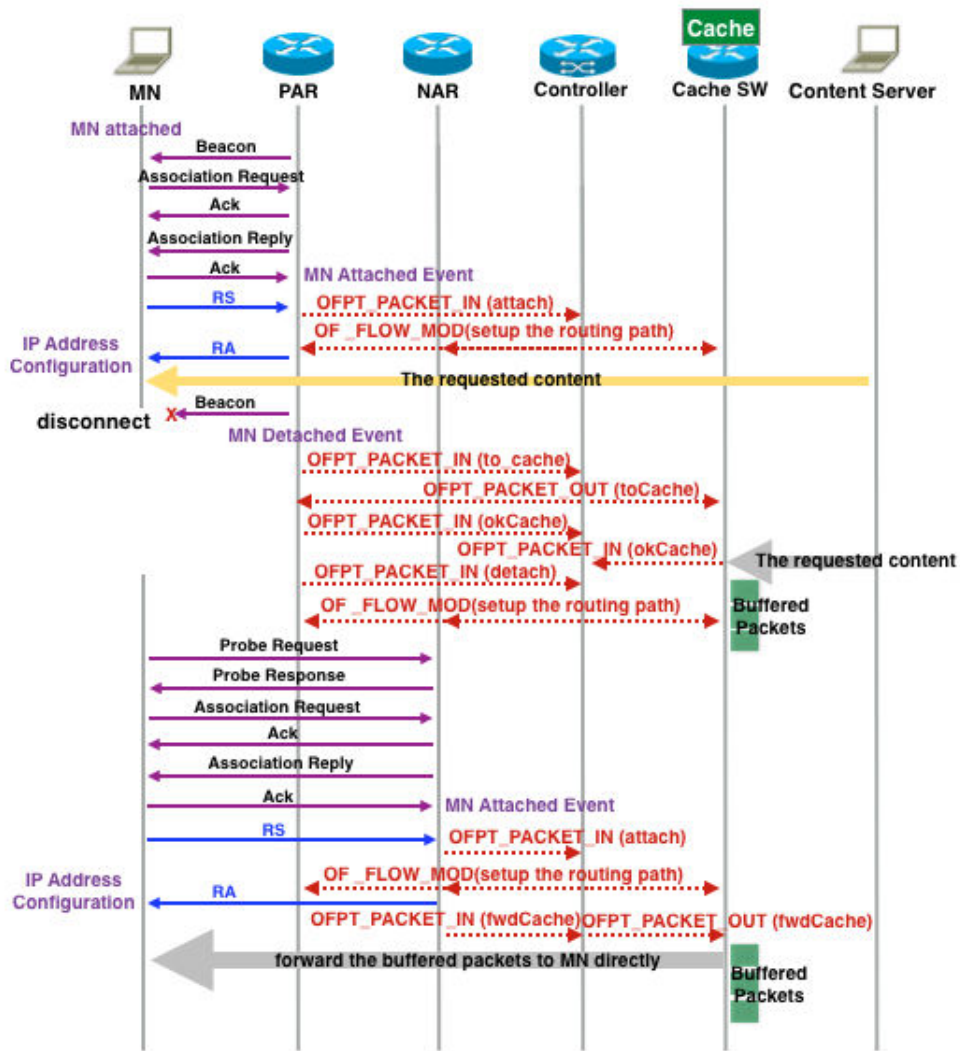 Cache
MN
PAR
NAR
Controller
Cache SW
Content Server
MN attached
Beacon
Association Request
Ack
Association Reply
Ack
MN Attached Event
RS
OFPT_PACKET_IN (attach)
OF _FLOW_MOD(setup the routing path)
IP Address
Configuration
RA
The requested content
Beacon
X
disconnect
MN Detached Event
OFPT_PACKET_IN (to_cache)
OFPT_PACKET_OUT (toCache)
OFPT_PACKET_IN (okCache)
OFPT_PACKET_IN (okCache)
The requested content
OFPT_PACKET_IN (detach)
OF _FLOW_MOD(setup the routing path)
Buffered
Packets
Probe Request
Probe Response
Association Request
Ack
Association Reply
Ack
MN Attached Event
RS
OFPT_PACKET_IN (attach)
OF _FLOW_MOD(setup the routing path)
IP Address
Configuration
RA
OFPT_PACKET_IN (fwdCache)
OFPT_PACKET_OUT (fwdCache)
forward the buffered packets to MN directly
Buffered
Packets